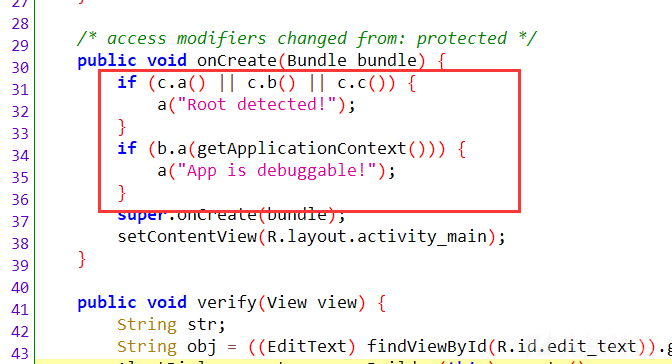 27
28
29 /* access modifiers changed from: protected */
30 public void onCreate(Bundle bundle) {
31 if (c.a() || c.b() || c.c()) {
32 a("Root detected!");
33 }
34 if (b.a(getApplicationContext())) {
35 a("App is debuggable!");
36 }
37 super.onCreate(bundle);
38 setContentView(R.layout.activity_main);
39 }
40
41 public void verify(View view) {
42 String str;
43 String obj = ((EditText) findViewById(R.id.edit_text)).g